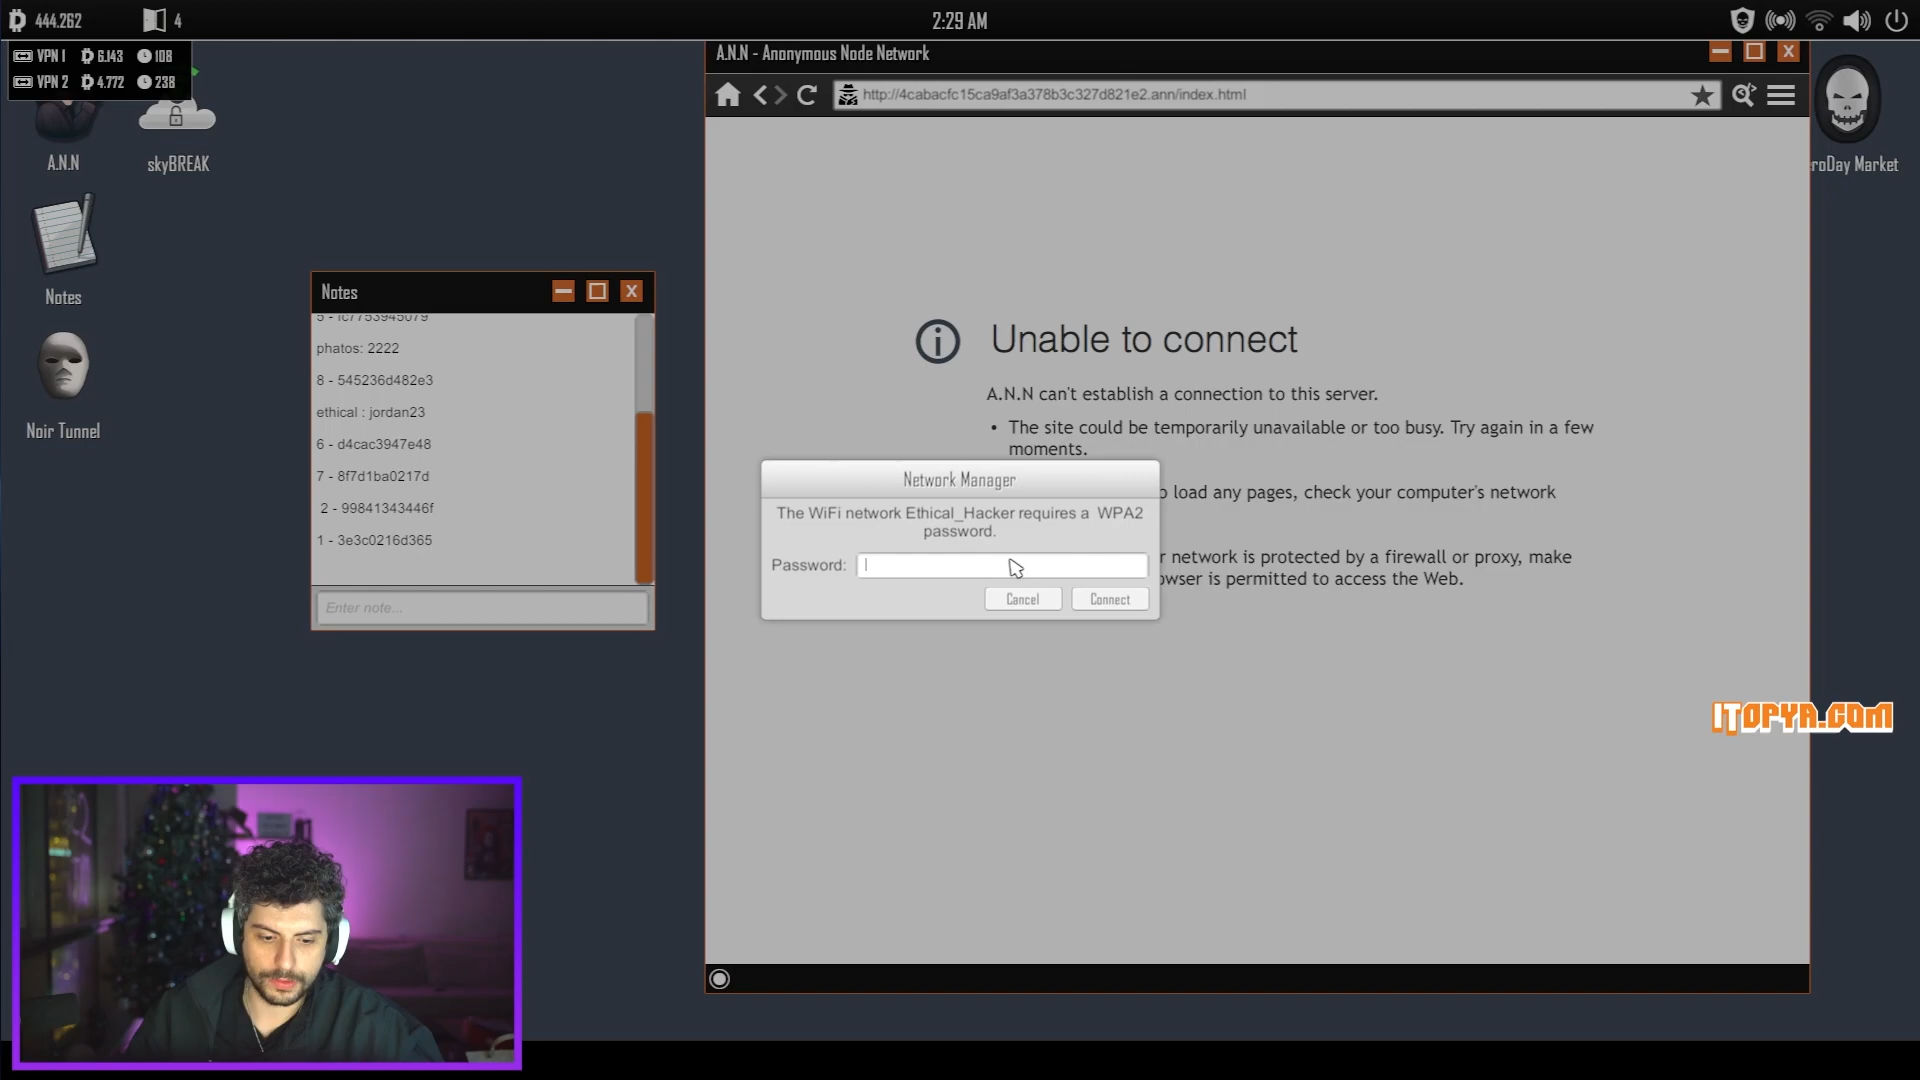 444.262
4
2:29 AM
VPN 1 6.143 108
VPN 2 4.772 238
A.N.N
skyBREAK
Notes
Noir Tunnel
Notes
5 - fc7753945079
phatos: 2222
8 - 545236d482e3
ethical : jordan23
6 - d4cac3947e48
7 - 8f7d1ba0217d
2 - 99841343446f
1 - 3e3c0216d365
Enter note...
A.N.N - Anonymous Node Network
http://4cabacfc15ca9af3a378b3c327d821e2.ann/index.html
Unable to connect
A.N.N can't establish a connection to this server.
• The site could be temporarily unavailable or too busy. Try again in a few
moments.
o load any pages, check your computer's network
r network is protected by a firewall or proxy, make
owser is permitted to access the Web.
Network Manager
The WiFi network Ethical_Hacker requires a WPA2
password.
Password:
Cancel
Connect
roDay Market
ITOPYA.COM